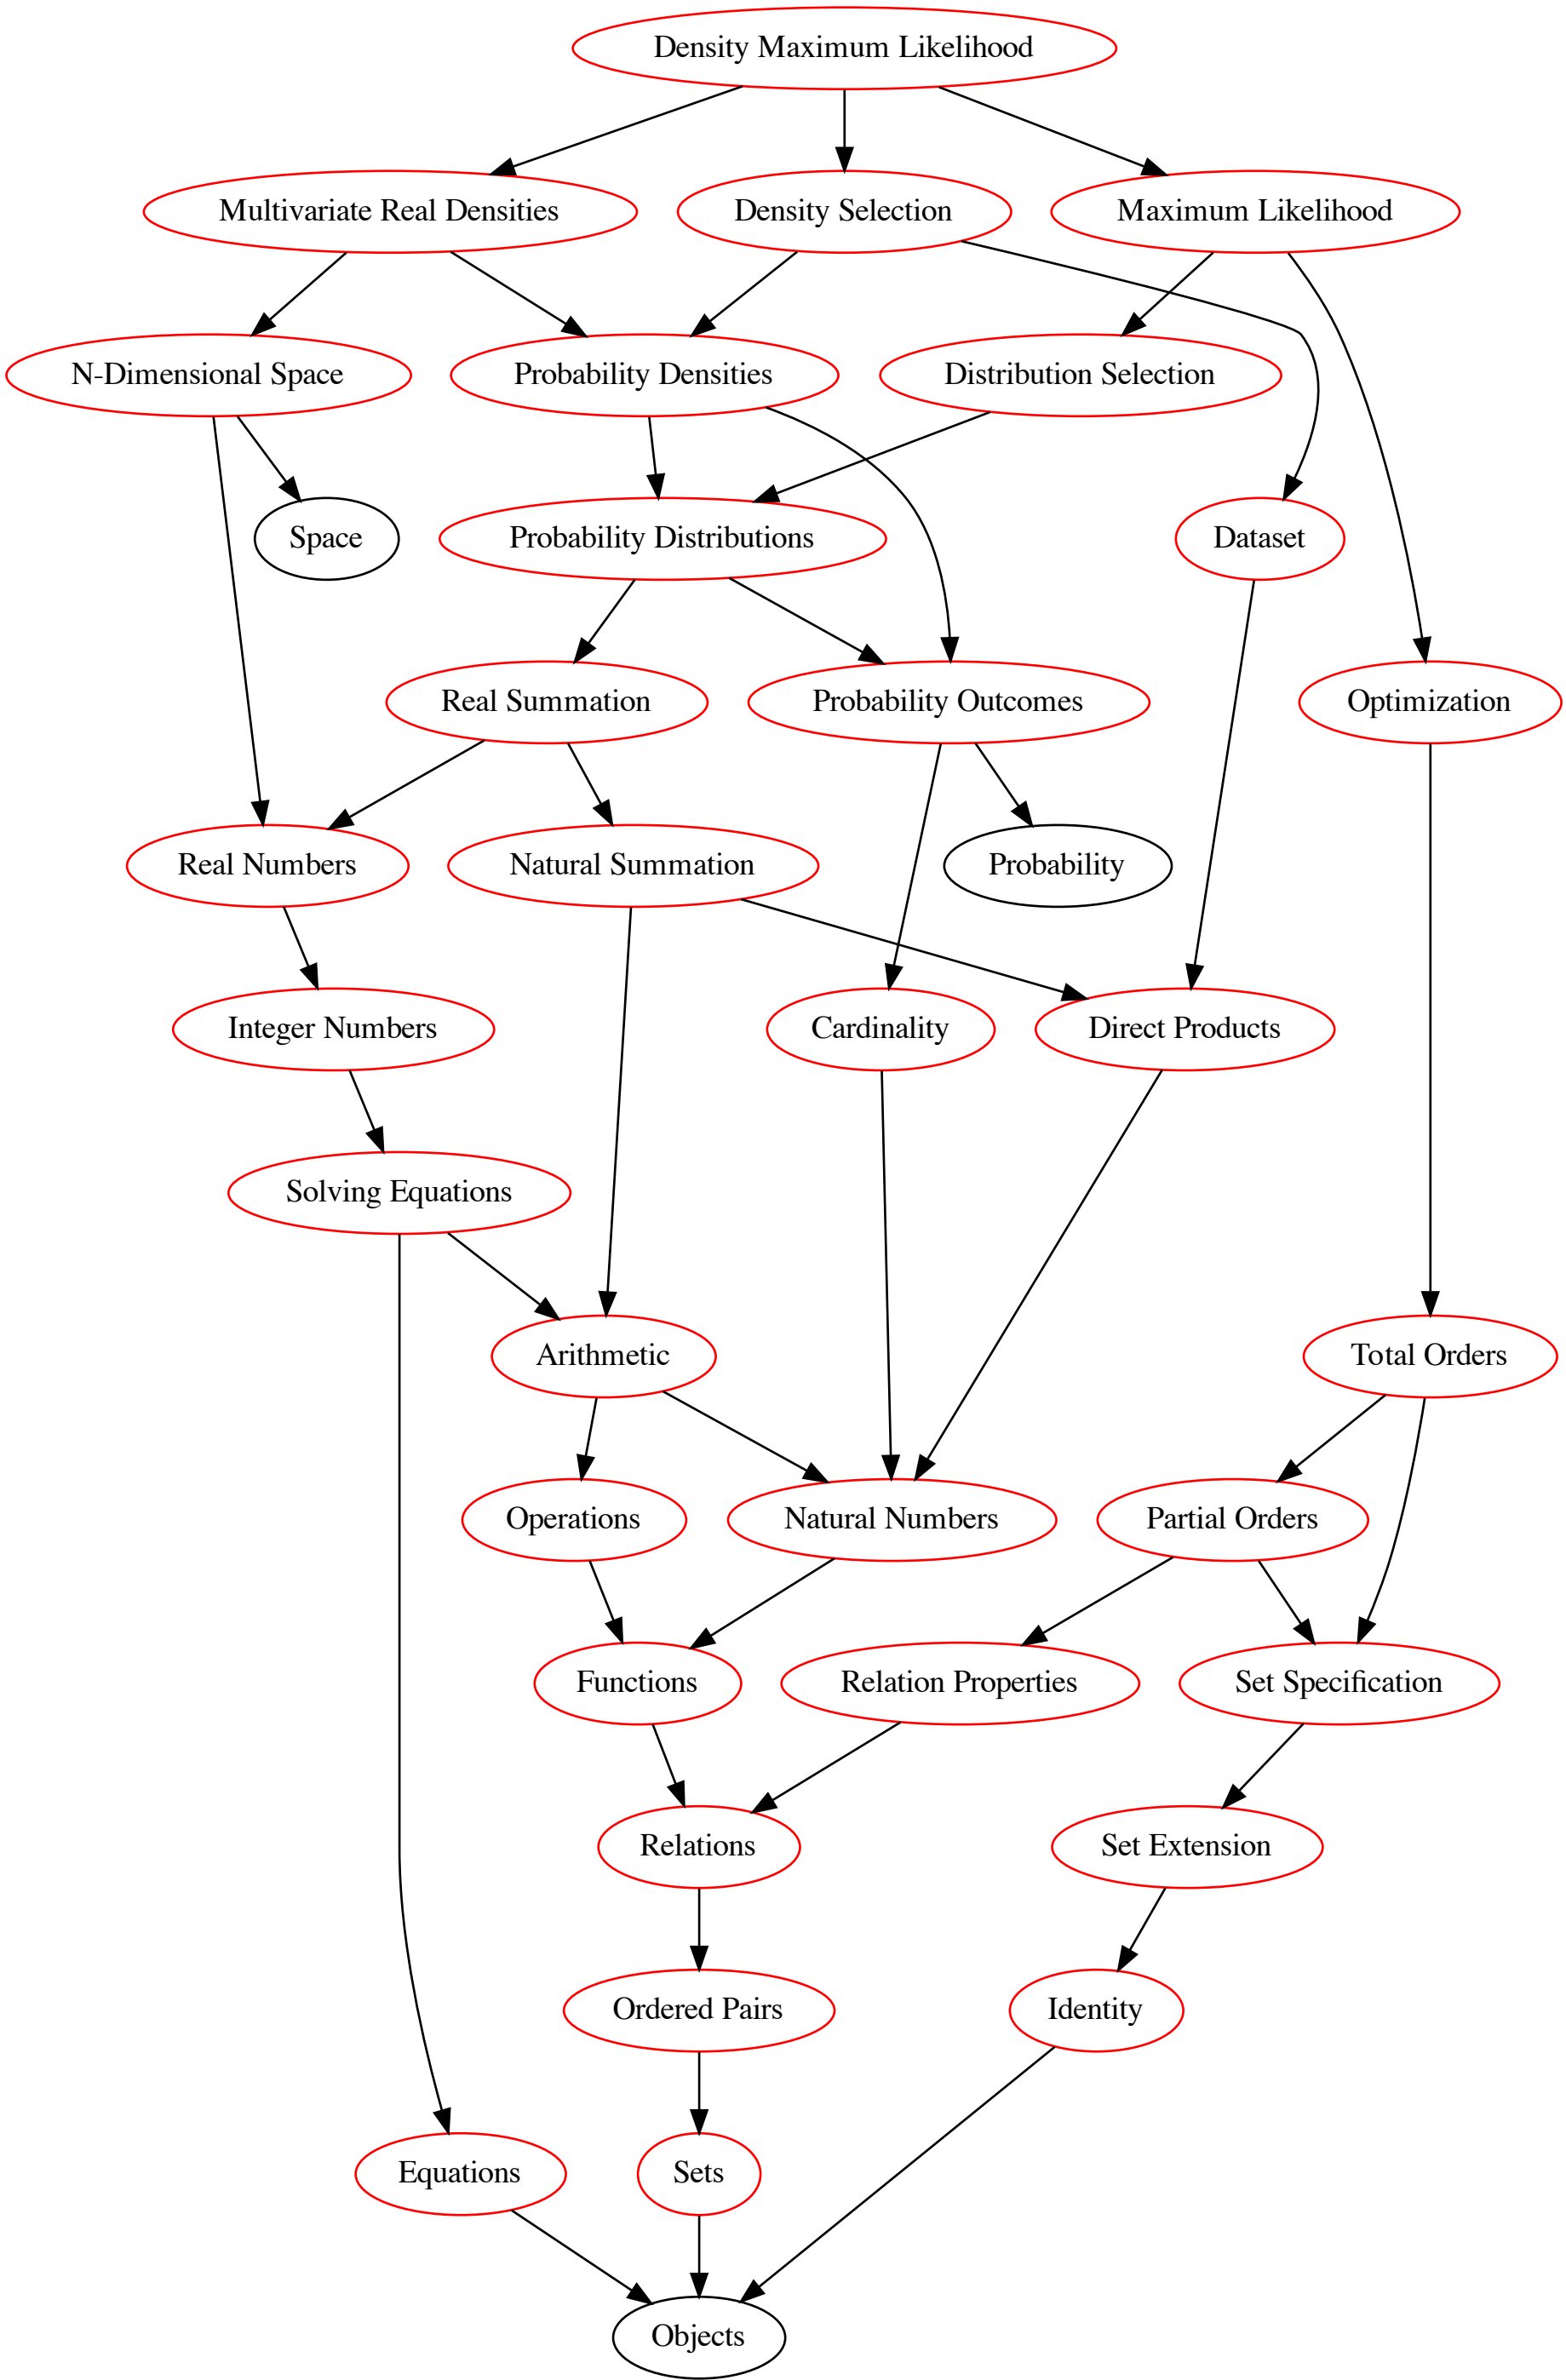 Density Maximum Likelihood
Multivariate Real Densities
Density Selection
Maximum Likelihood
N-Dimensional Space
Probability Densities
Distribution Selection
Space
Probability Distributions
Dataset
Real Summation
Probability Outcomes
Optimization
Real Numbers
Natural Summation
Probability
Integer Numbers
Cardinality
Direct Products
Solving Equations
Arithmetic
Total Orders
Operations
Natural Numbers
Partial Orders
Functions
Relation Properties
Set Specification
Relations
Set Extension
Ordered Pairs
Identity
Equations
Sets
Objects